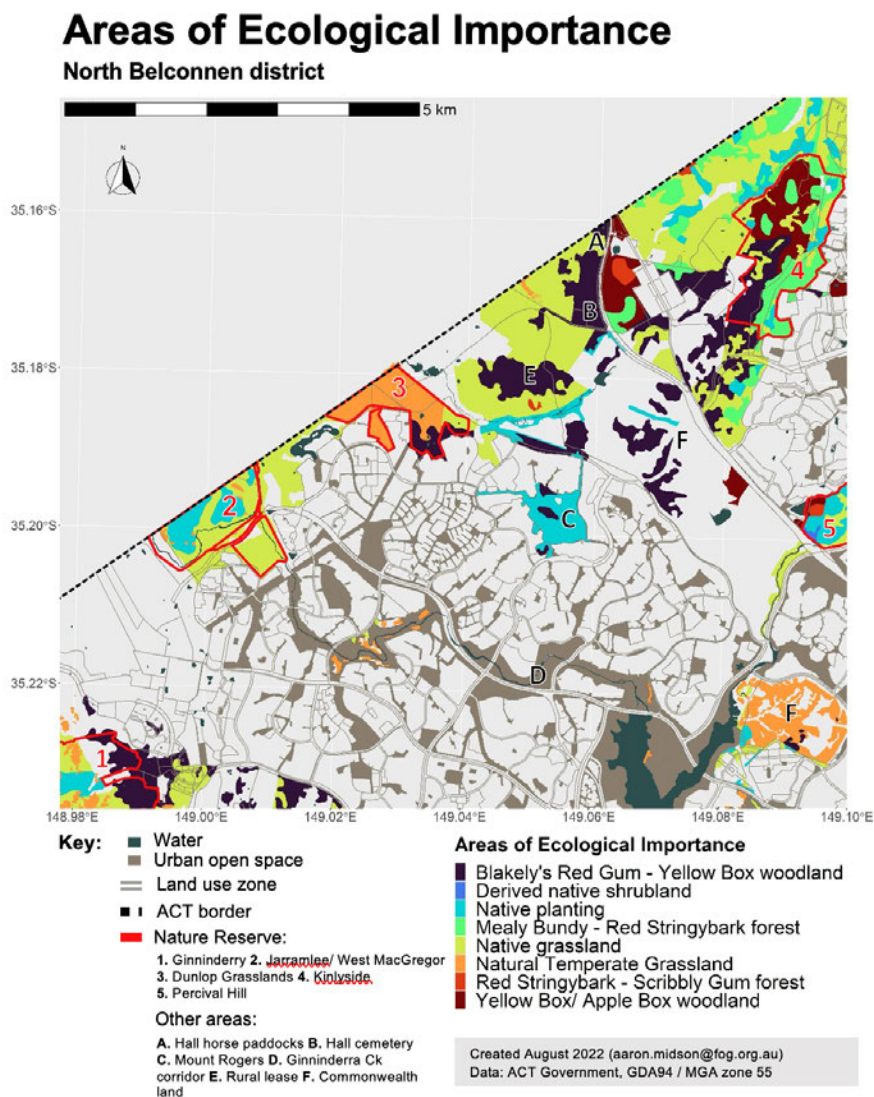 Areas of Ecological Importance
North Belconnen district
5 km
N
35.16°S
35.18°S
35.20°S
35.22°S
A
B
E
F
C
D
F
4
3
2
5
1
148.98°E
149.00°E
149.02°E
149.04°E
149.06°E
149.08°E
149.10°E
Key:
Water
Urban open space
Land use zone
ACT border
Nature Reserve:
1. Ginninderry 2. Jarramlee/ West MacGregor
3. Dunlop Grasslands 4. Kinlyside
5. Percival Hill
Other areas:
A. Hall horse paddocks B. Hall cemetery
C. Mount Rogers D. Ginninderra Ck
corridor E. Rural lease F. Commonwealth
land
Areas of Ecological Importance
Blakely's Red Gum - Yellow Box woodland
Derived native shrubland
Native planting
Mealy Bundy - Red Stringybark forest
Native grassland
Natural Temperate Grassland
Red Stringybark - Scribbly Gum forest
Yellow Box/ Apple Box woodland
Created August 2022 (aaron.midson@fog.org.au)
Data: ACT Government, GDA94 / MGA zone 55